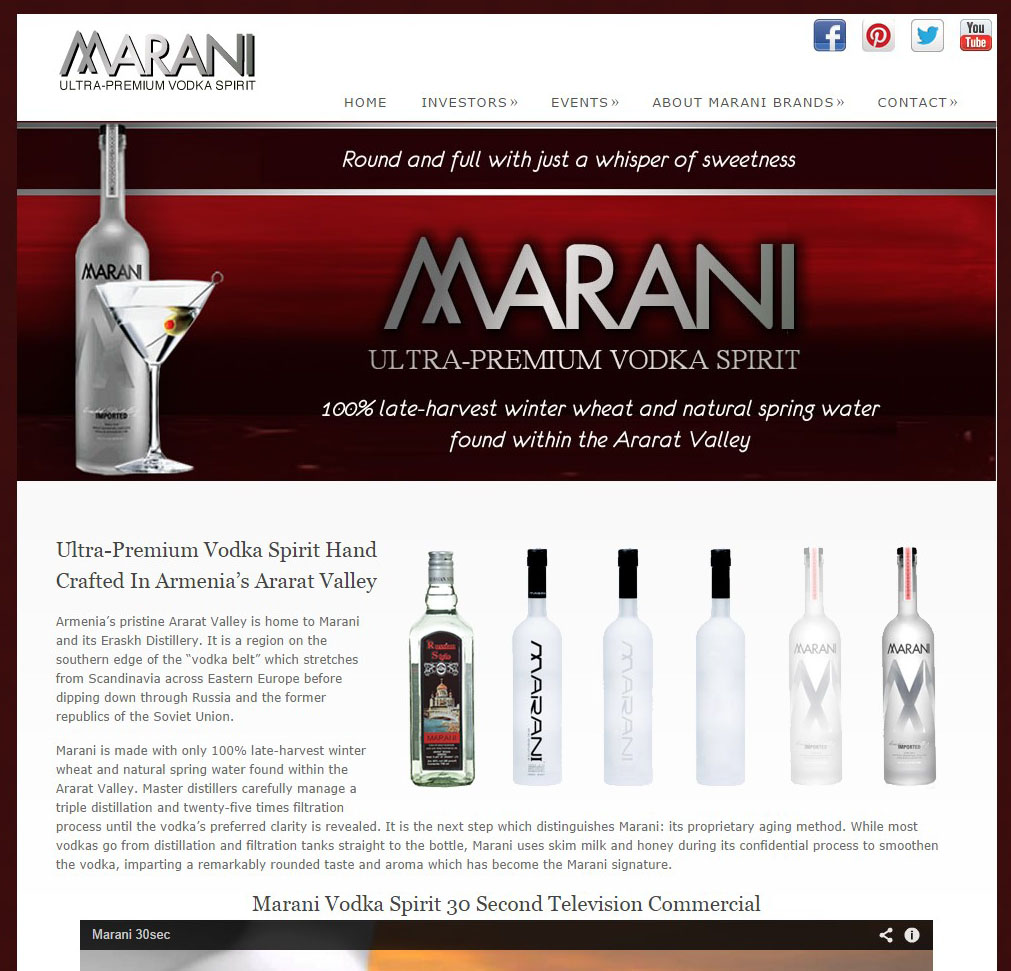 MARANI
ULTRA-PREMIUM VODKA SPIRIT
You
Tube
HOME INVESTORS » EVENTS » ABOUT MARANI BRANDS » CONTACT »
Round and full with just a whisper of sweetness
MARANI
IMPORTED
MARANI
ULTRA-PREMIUM VODKA SPIRIT
100% late-harvest winter wheat and natural spring water
found within the Ararat Valley
Ultra-Premium Vodka Spirit Hand
Crafted In Armenia’s Ararat Valley
Armenia’s pristine Ararat Valley is home to Marani
and its Eraskh Distillery. It is a region on the
southern edge of the “vodka belt” which stretches
from Scandinavia across Eastern Europe before
dipping down through Russia and the former
republics of the Soviet Union.
Marani is made with only 100% late-harvest winter
wheat and natural spring water found within the
Ararat Valley. Master distillers carefully manage a
triple distillation and twenty-five times filtration
process until the vodka’s preferred clarity is revealed. It is the next step which distinguishes Marani: its proprietary aging method. While most
vodkas go from distillation and filtration tanks straight to the bottle, Marani uses skim milk and honey during its confidential process to smoothen
the vodka, imparting a remarkably rounded taste and aroma which has become the Marani signature.
MARANI
MARANI
MARANI
MARANI
IMPORTED
MARANI
IMPORTED
Marani Vodka Spirit 30 Second Television Commercial
Marani 30sec